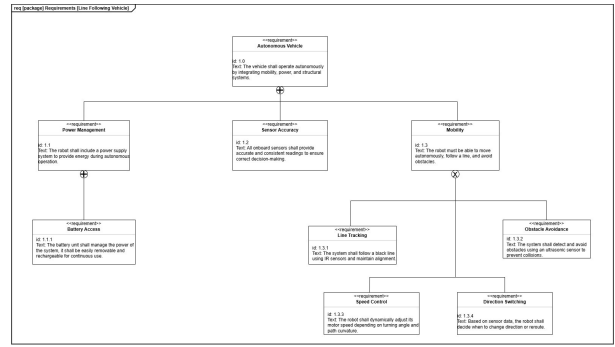 req [package] Requirements [Line Following Vehicle]
<<requirement>>
Autonomous Vehicle
id: 1.0
Text: The vehicle shall operate autonomously
by integrating mobility, power, and structural
systems.
<<requirement>>
Power Management
id: 1.1
Text: The robot shall include a power supply
system to provide energy during autonomous
operation.
<<requirement>>
Sensor Accuracy
id: 1.2
Text: All onboard sensors shall provide
accurate and consistent readings to ensure
correct decision-making.
<<requirement>>
Mobility
id: 1.3
Text: The robot must be able to move
autonomously, follow a line, and avoid
obstacles.
<<requirement>>
Battery Access
id: 1.1.1
Text: The battery unit shall manage the power of
the system, it shall be easily removable and
rechargeable for continuous use.
<<requirement>>
Line Tracking
id: 1.3.1
Text: The system shall follow a black line
using IR sensors and maintain alignment.
<<requirement>>
Obstacle Avoidance
id: 1.3.2
Text: The system shall detect and avoid
obstacles using an ultrasonic sensor to
prevent collisions.
<<requirement>>
Speed Control
id: 1.3.3
Text: The robot shall dynamically adjust its
motor speed depending on turning angle and
path curvature.
<<requirement>>
Direction Switching
id: 1.3.4
Text: Based on sensor data, the robot shall
decide when to change direction or reroute.